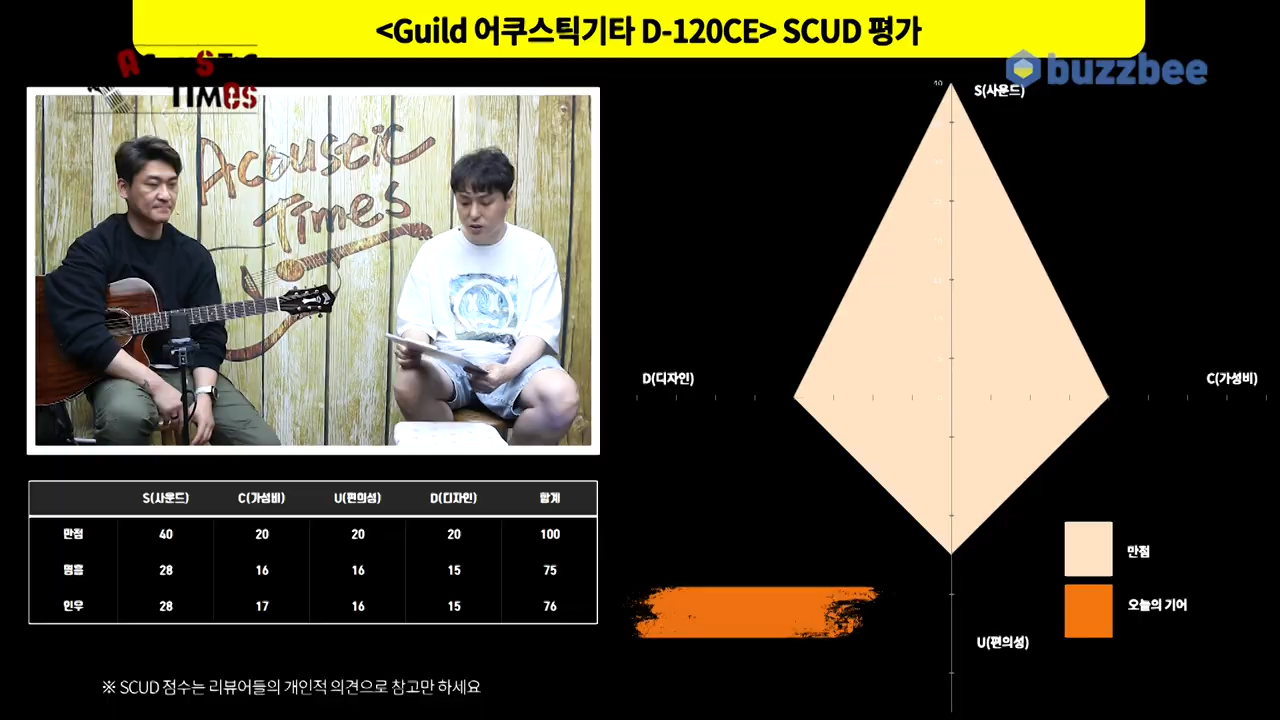 <Guild 어쿠스틱기타 D-120CE> SCUD 평가
ACOUSTIC
TIMES
buzzbee
Acoustic
Times
40
S(사운드)
D(디자인)
C(가성비)
U(편의성)
만점
오늘의 기어
S(사운드) C(가성비) U(편의성) D(디자인) 합계
만점 40 20 20 20 100
명흠 28 16 16 15 75
인우 28 17 16 15 76
※ SCUD 점수는 리뷰어들의 개인적 의견으로 참고만 하세요